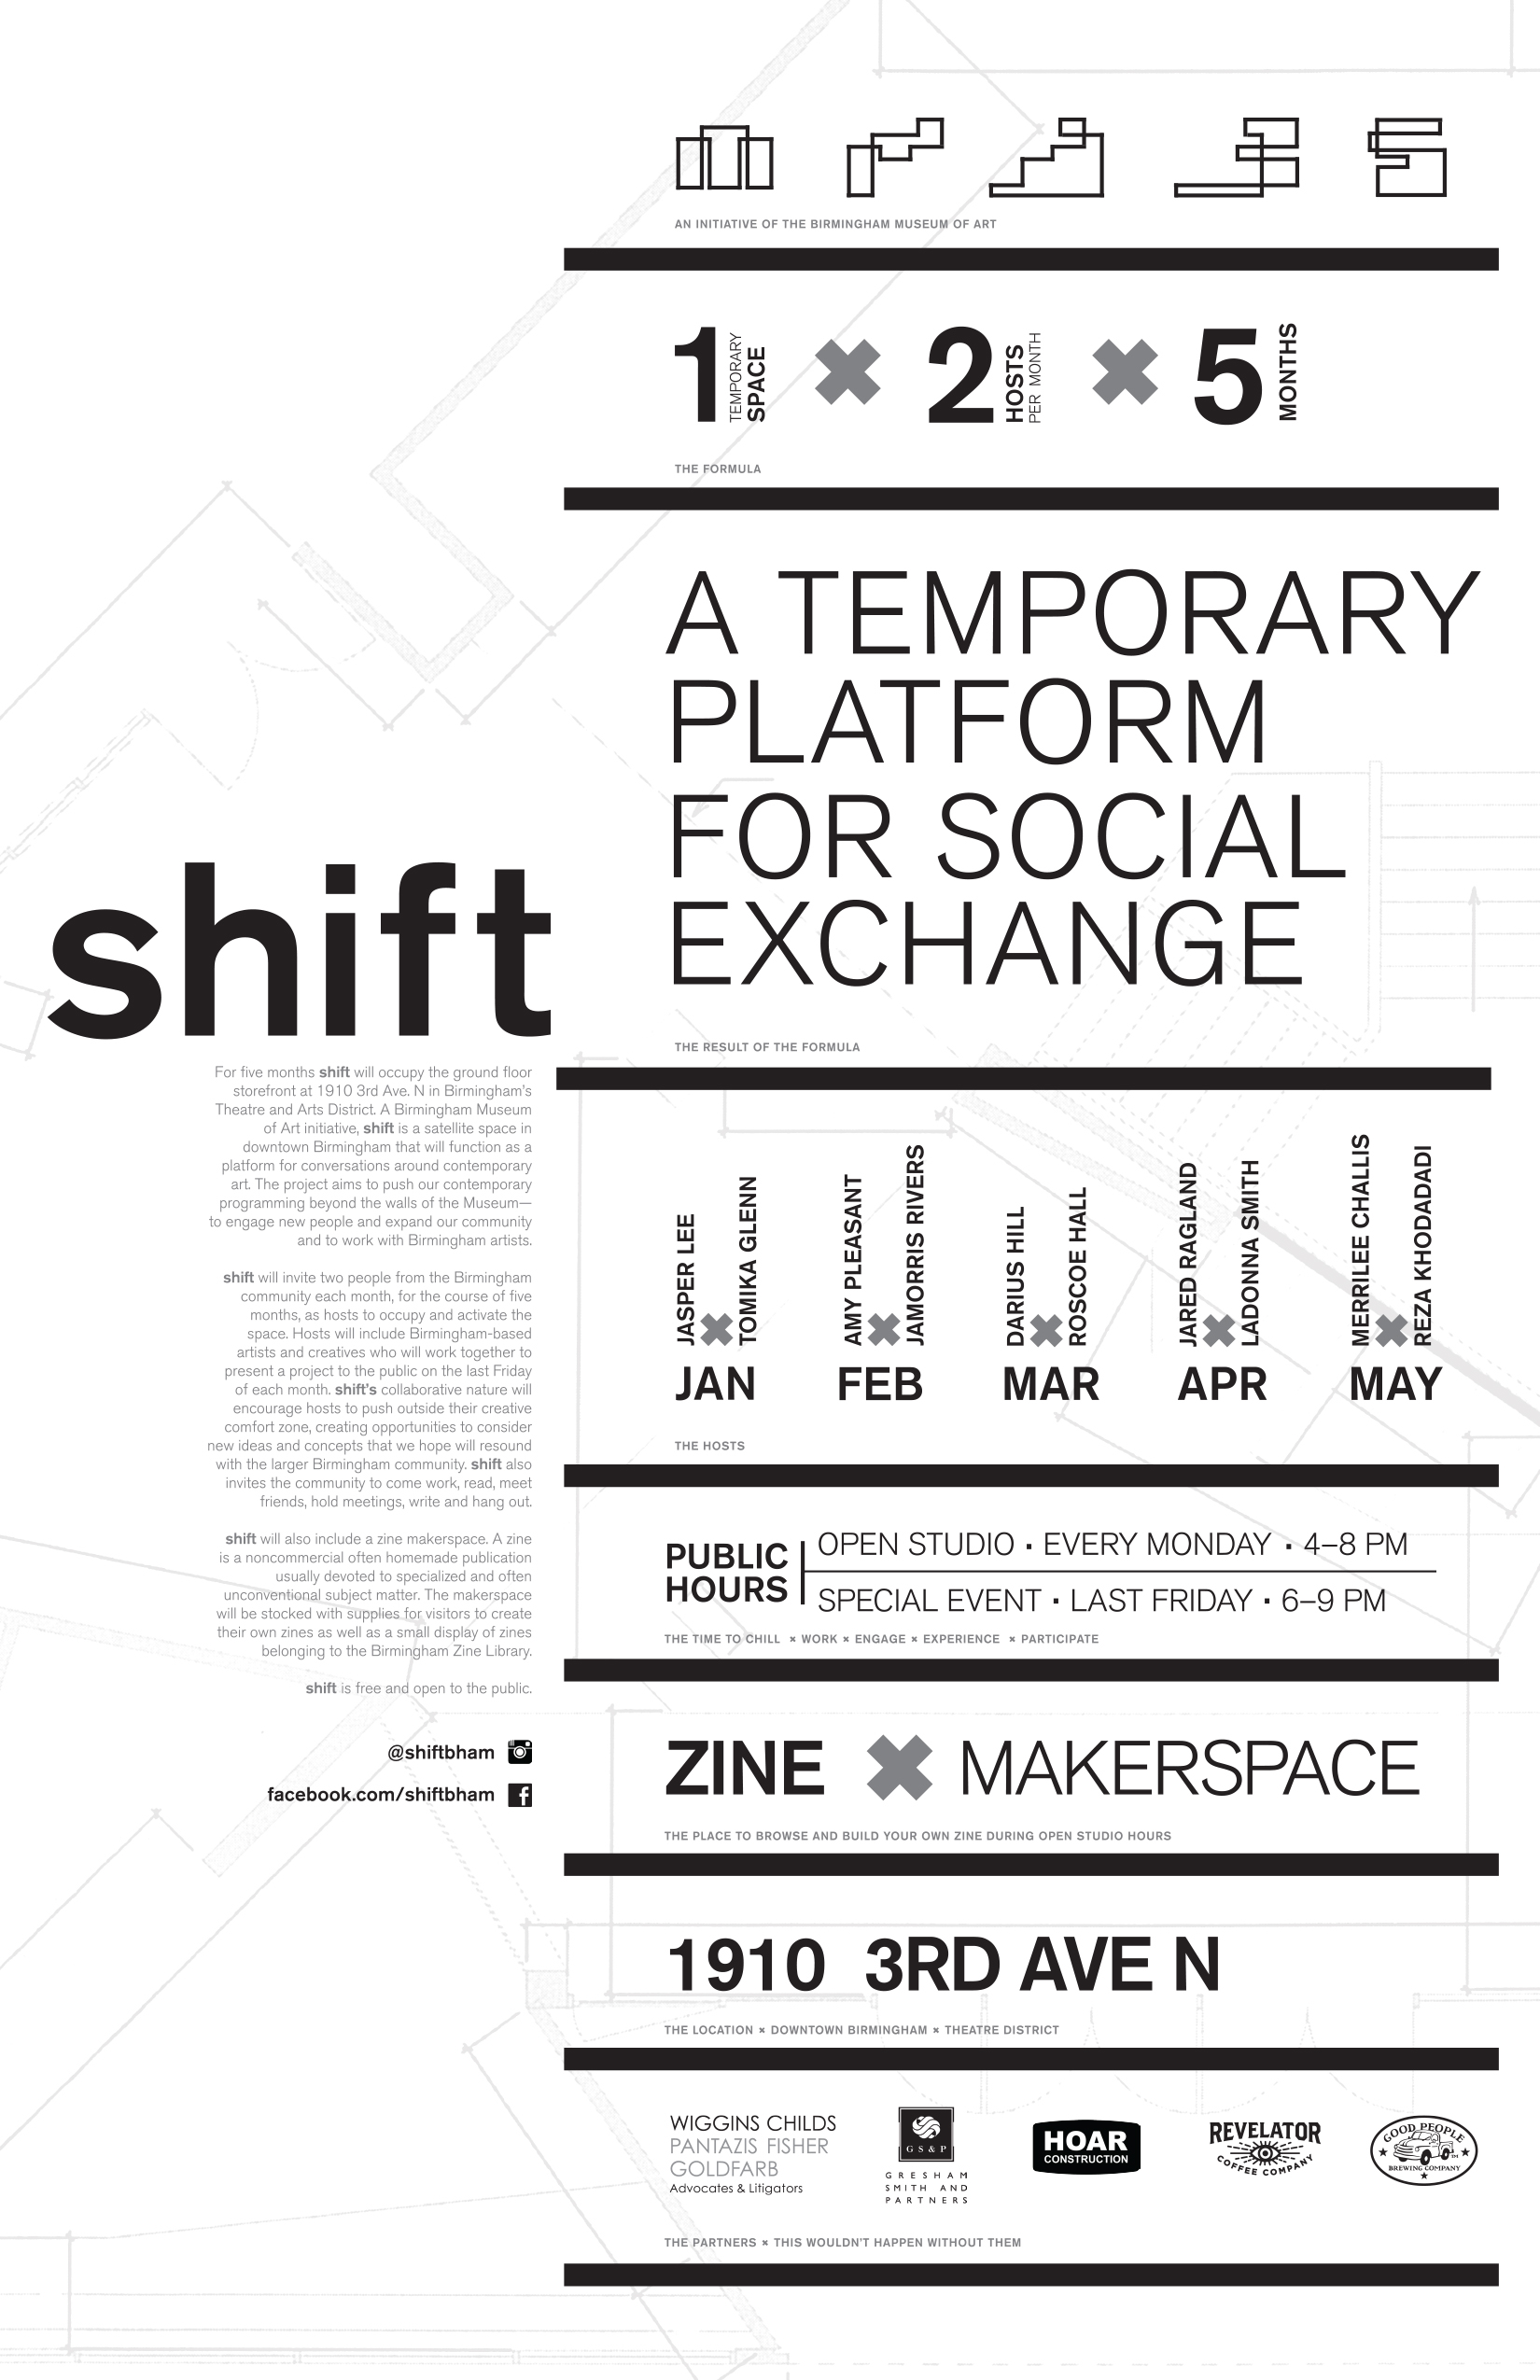 AN INITIATIVE OF THE BIRMINGHAM MUSEUM OF ART
1 TEMPORARY SPACE × 2 HOSTS PER MONTH × 5 MONTHS
THE FORMULA
A TEMPORARY
PLATFORM
FOR SOCIAL
EXCHANGE
THE RESULT OF THE FORMULA
shift
For five months shift will occupy the ground floor
storefront at 1910 3rd Ave. N in Birmingham's
Theatre and Arts District. A Birmingham Museum
of Art initiative, shift is a satellite space in
downtown Birmingham that will function as a
platform for conversations around contemporary
art. The project aims to push our contemporary
programming beyond the walls of the Museum—
to engage new people and expand our community
and to work with Birmingham artists.
shift will invite two people from the Birmingham
community each month, for the course of five
months, as hosts to occupy and activate the
space. Hosts will include Birmingham-based
artists and creatives who will work together to
present a project to the public on the last Friday
of each month. shift's collaborative nature will
encourage hosts to push outside their creative
comfort zone, creating opportunities to consider
new ideas and concepts that we hope will resound
with the larger Birmingham community. shift also
invites the community to come work, read, meet
friends, hold meetings, write and hang out.
shift will also include a zine makerspace. A zine
is a noncommercial often homemade publication
usually devoted to specialized and often
unconventional subject matter. The makerspace
will be stocked with supplies for visitors to create
their own zines as well as a small display of zines
belonging to the Birmingham Zine Library.
shift is free and open to the public.
@shiftbham
facebook.com/shiftbham
JASPER LEE × TOMIKA GLENN
JAN
AMY PLEASANT × JAMORRIS RIVERS
FEB
DARIUS HILL × ROSCOE HALL
MAR
JARED RAGLAND × LADONNA SMITH
APR
MERRILEE CHALLIS × REZA KHODADADI
MAY
THE HOSTS
PUBLIC
HOURS
OPEN STUDIO · EVERY MONDAY · 4–8 PM
SPECIAL EVENT · LAST FRIDAY · 6–9 PM
THE TIME TO CHILL × WORK × ENGAGE × EXPERIENCE × PARTICIPATE
ZINE × MAKERSPACE
THE PLACE TO BROWSE AND BUILD YOUR OWN ZINE DURING OPEN STUDIO HOURS
1910 3RD AVE N
THE LOCATION × DOWNTOWN BIRMINGHAM × THEATRE DISTRICT
WIGGINS CHILDS
PANTAZIS FISHER
GOLDFARB
Advocates & Litigators
GS&P
GRESHAM
SMITH AND
PARTNERS
HOAR
CONSTRUCTION
REVELATOR
COFFEE COMPANY
GOOD PEOPLE
BREWING COMPANY
THE PARTNERS × THIS WOULDN'T HAPPEN WITHOUT THEM